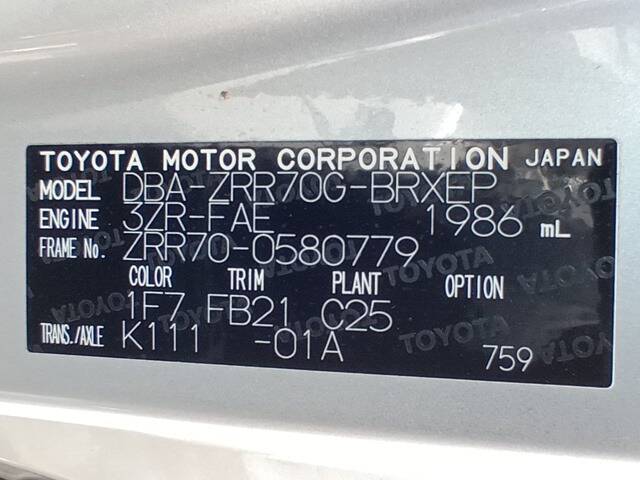 TOYOTA MOTOR CORPORATION JAPAN
MODEL DBA-ZRR70G-BRXEP
ENGINE 3ZR-FAE 1986 mL
FRAME No. ZRR70-0580779
COLOR TRIM PLANT OPTION
1F7 FB21 C25
TRANS./AXLE K111 -01A 759